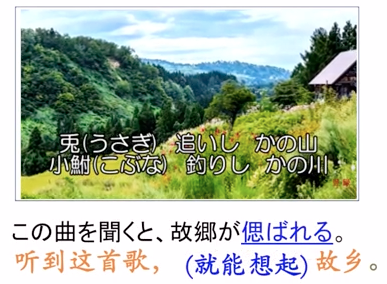 兎(うさぎ) 追いし かの山
小鮒(こぶな) 釣りし かの川
この曲を聞くと、故郷が偲ばれる。
听到这首歌，(就能想起)故乡。